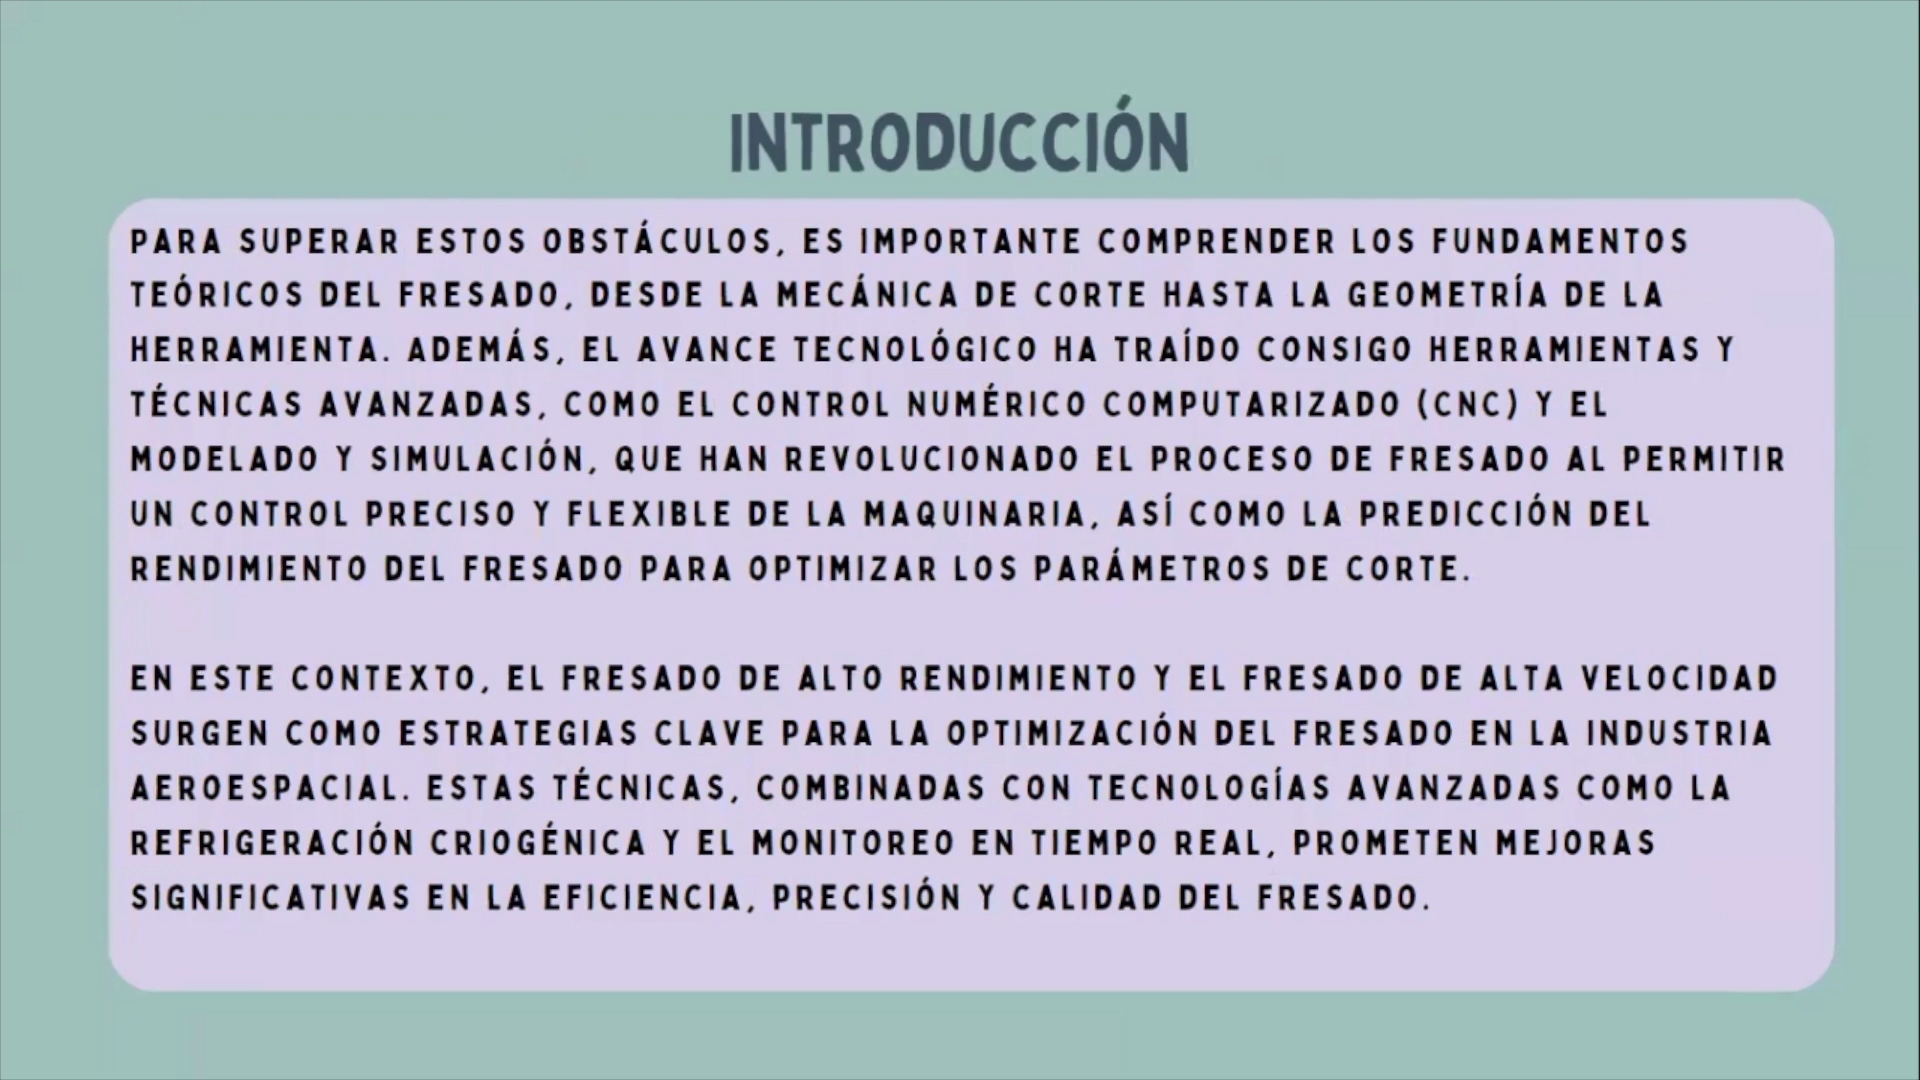 INTRODUCCIÓN
PARA SUPERAR ESTOS OBSTÁCULOS, ES IMPORTANTE COMPRENDER LOS FUNDAMENTOS
TEÓRICOS DEL FRESADO, DESDE LA MECÁNICA DE CORTE HASTA LA GEOMETRÍA DE LA
HERRAMIENTA. ADEMÁS, EL AVANCE TECNOLÓGICO HA TRAÍDO CONSIGO HERRAMIENTAS Y
TÉCNICAS AVANZADAS, COMO EL CONTROL NUMÉRICO COMPUTARIZADO (CNC) Y EL
MODELADO Y SIMULACIÓN, QUE HAN REVOLUCIONADO EL PROCESO DE FRESADO AL PERMITIR
UN CONTROL PRECISO Y FLEXIBLE DE LA MAQUINARIA, ASÍ COMO LA PREDICCIÓN DEL
RENDIMIENTO DEL FRESADO PARA OPTIMIZAR LOS PARÁMETROS DE CORTE.
EN ESTE CONTEXTO, EL FRESADO DE ALTO RENDIMIENTO Y EL FRESADO DE ALTA VELOCIDAD
SURGEN COMO ESTRATEGIAS CLAVE PARA LA OPTIMIZACIÓN DEL FRESADO EN LA INDUSTRIA
AEROESPACIAL. ESTAS TÉCNICAS, COMBINADAS CON TECNOLOGÍAS AVANZADAS COMO LA
REFRIGERACIÓN CRIOGÉNICA Y EL MONITOREO EN TIEMPO REAL, PROMETEN MEJORAS
SIGNIFICATIVAS EN LA EFICIENCIA, PRECISIÓN Y CALIDAD DEL FRESADO.